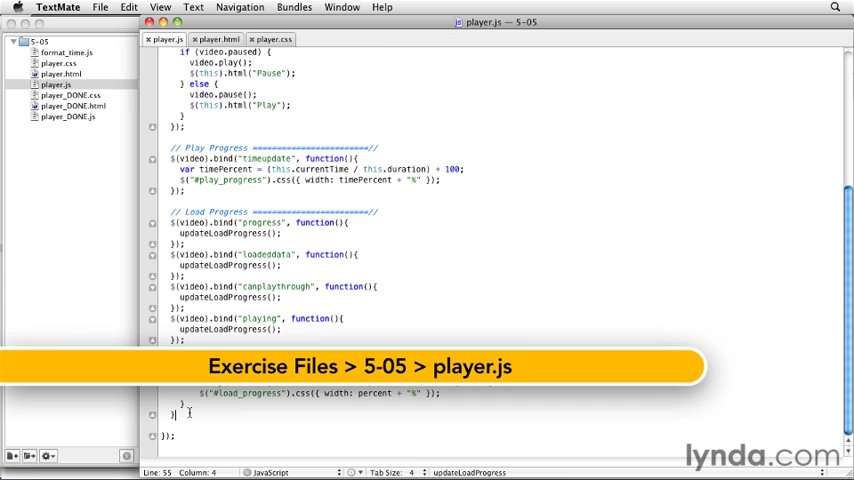 TextMate File Edit View Text Navigation Bundles Window Help
player.js — 5-05
5-05
format_time.js
player.css
player.html
player.js
player_DONE.css
player_DONE.html
player_DONE.js
player.js player.html player.css
if (video.paused) {
video.play();
$(this).html("Pause");
} else {
video.pause();
$(this).html("Play");
}
});
// Play Progress ========================//
$(video).bind("timeupdate", function(){
var timePercent = (this.currentTime / this.duration) * 100;
$("#play_progress").css({ width: timePercent + "%" });
});
// Load Progress ========================//
$(video).bind("progress", function(){
updateLoadProgress();
});
$(video).bind("loadeddata", function(){
updateLoadProgress();
});
$(video).bind("canplaythrough", function(){
updateLoadProgress();
});
$(video).bind("playing", function(){
updateLoadProgress();
});
Exercise Files > 5-05 > player.js
$("#load_progress").css({ width: percent + "%" });
}
}
});
lynda.com
Line: 55 Column: 4 JavaScript Tab Size: 4 updateLoadProgress